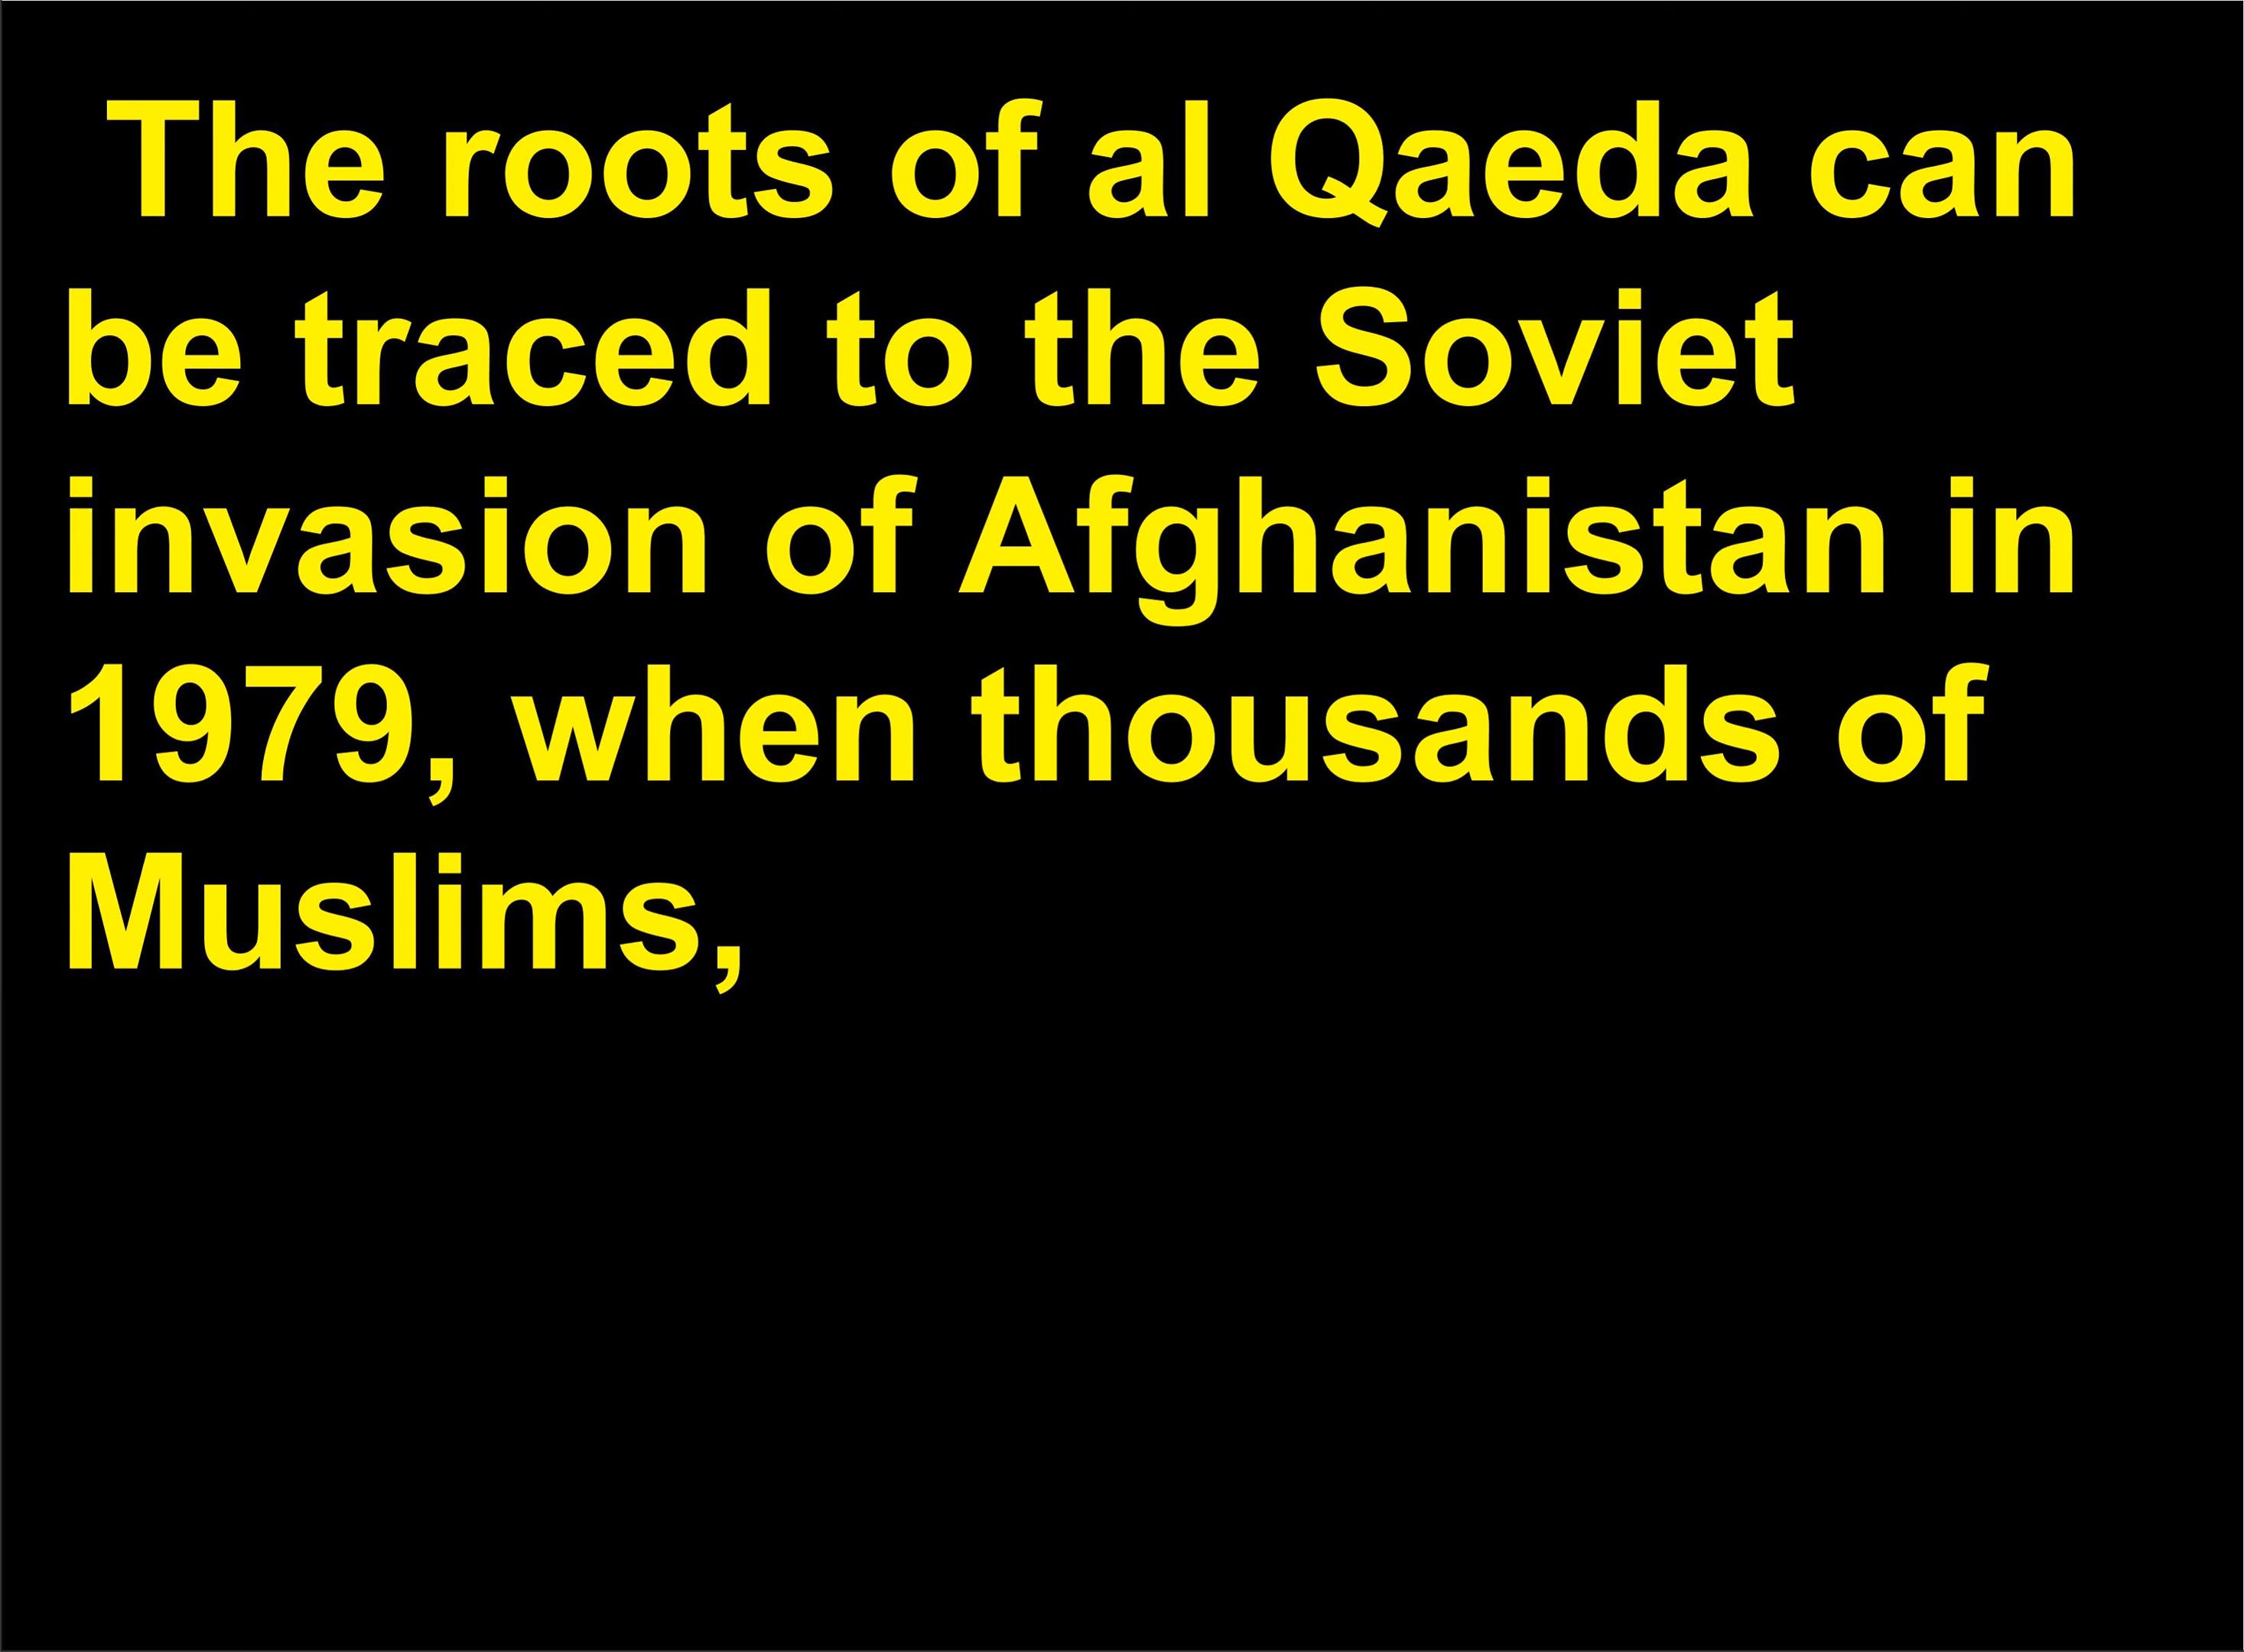 The roots of al Qaeda can
be traced to the Soviet
invasion of Afghanistan in
1979, when thousands of
Muslims,